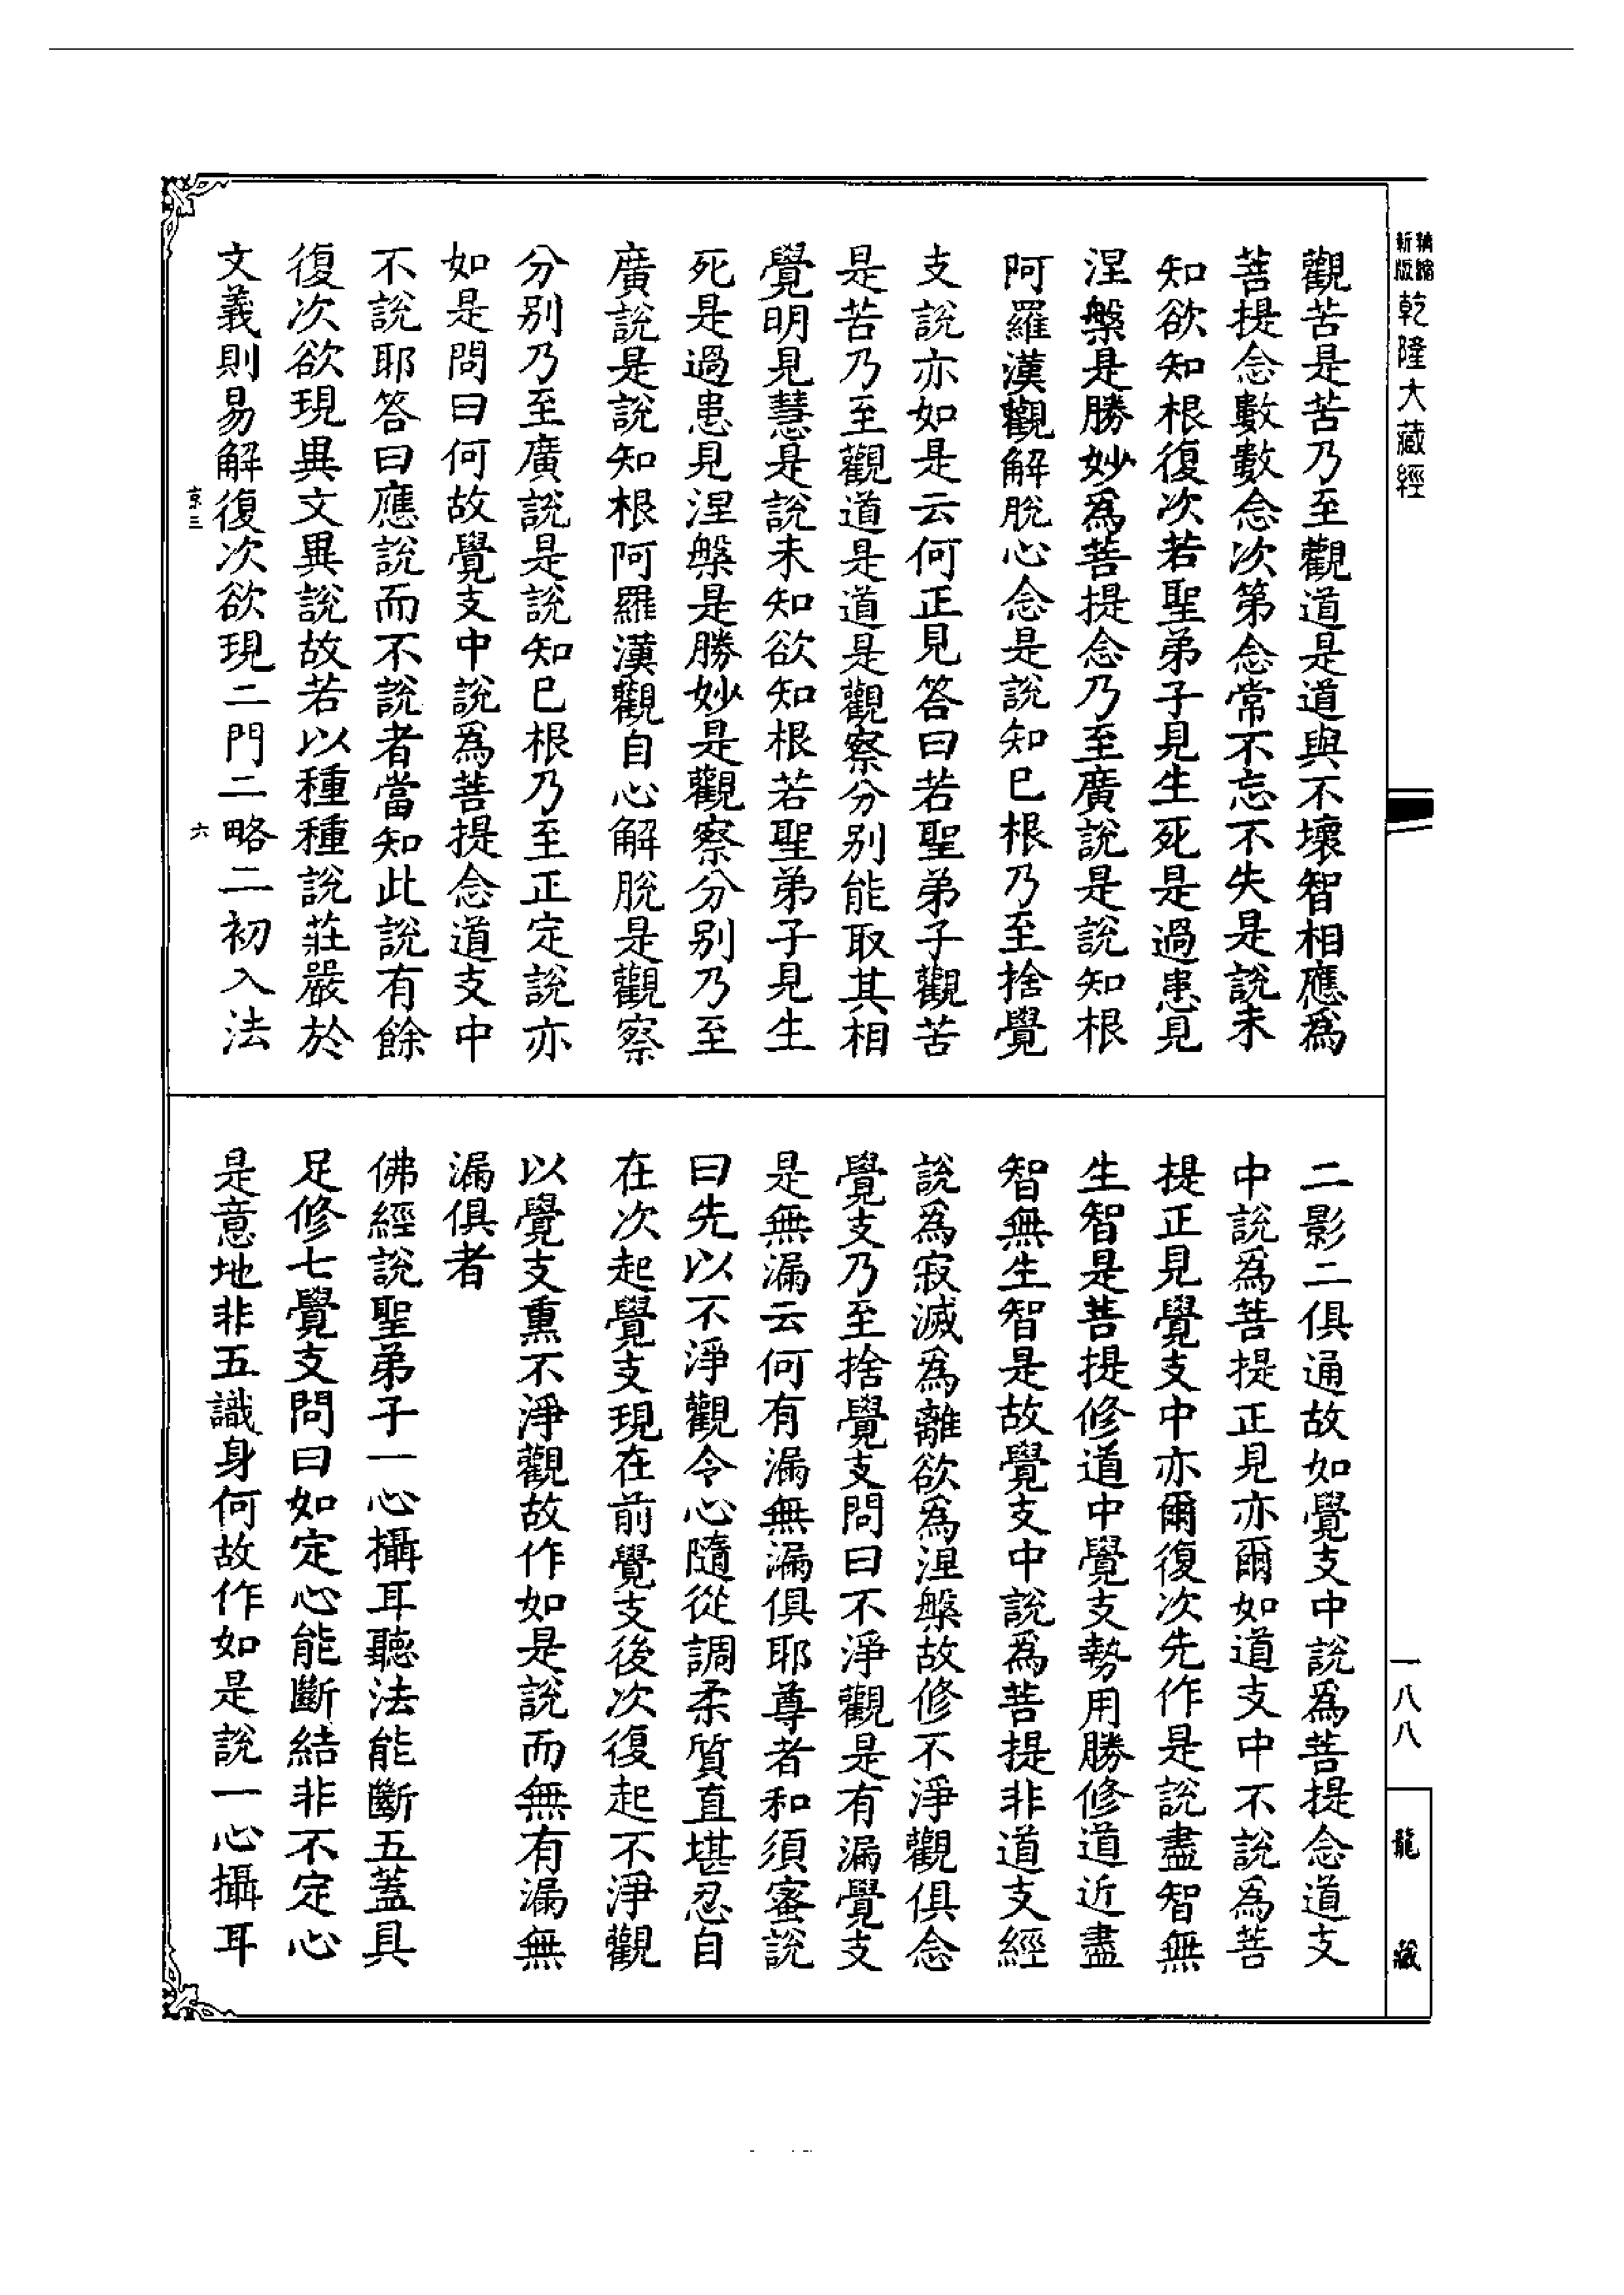 精縮新版乾隆大藏經
觀苦是苦乃至觀道是道與不壞智相應爲
菩提念數數念次第念常不忘不失是說未
知欲知根復次若聖弟子見生死是過患見
涅槃是勝妙爲菩提念乃至廣說是說知根
阿羅漢觀解脫心念是說知已根乃至捨覺
支說亦如是云何正見答曰若聖弟子觀苦
是苦乃至觀道是道是觀察分別能取其相
覺明見慧是說未知欲知根若聖弟子見生
死是過患見涅槃是勝妙是觀察分別乃至
廣說是說知根阿羅漢觀自心解脫是觀察
分別乃至廣說是說知已根乃至正定說亦
如是問曰何故覺支中說爲菩提念道支中
不說耶答曰應說而不說者當知此說有餘
復次欲現異文異說故若以種種說莊嚴於
文義則易解復次欲現二門二略二初入法
京三
六
二影二俱通故如覺支中說爲菩提念道支
中說爲菩提正見亦爾如道支中不說爲菩
提正見覺支中亦爾復次先作是說盡智無
生智是菩提修道中覺支勢用勝修道近盡
智無生智是故覺支中說爲菩提非道支經
說爲寂滅爲離欲爲涅槃故修不淨觀俱念
覺支乃至捨覺支問曰不淨觀是有漏覺支
是無漏云何有漏無漏俱耶尊者和須蜜說
曰先以不淨觀令心隨從調柔質直堪忍自
在次起覺支現在前覺支後次復起不淨觀
以覺支熏不淨觀故作如是說而無有漏無
漏俱者
佛經說聖弟子一心攝耳聽法能斷五蓋具
足修七覺支問曰如定心能斷結非不定心
是意地非五識身何故作如是說一心攝耳
一八八
龍藏